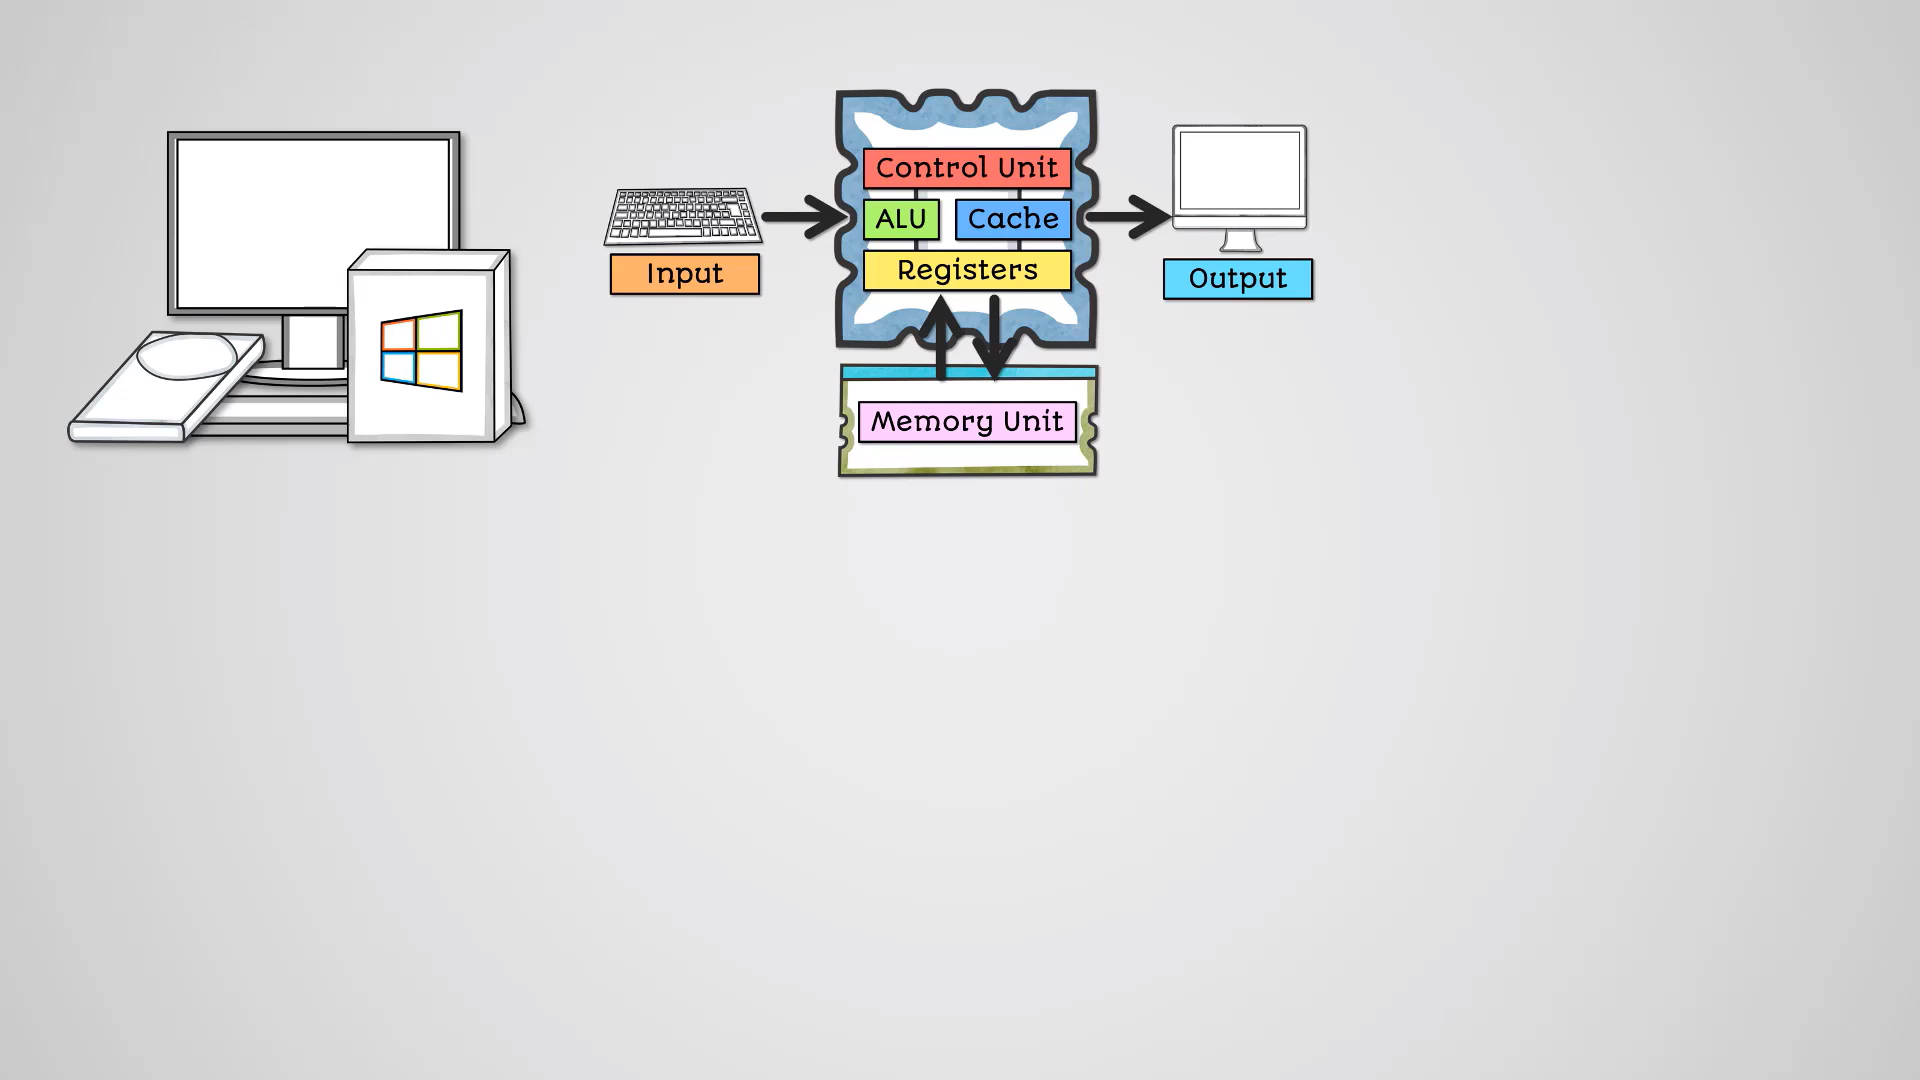 Control Unit
ALU
Cache
Registers
Input
Output
Memory Unit